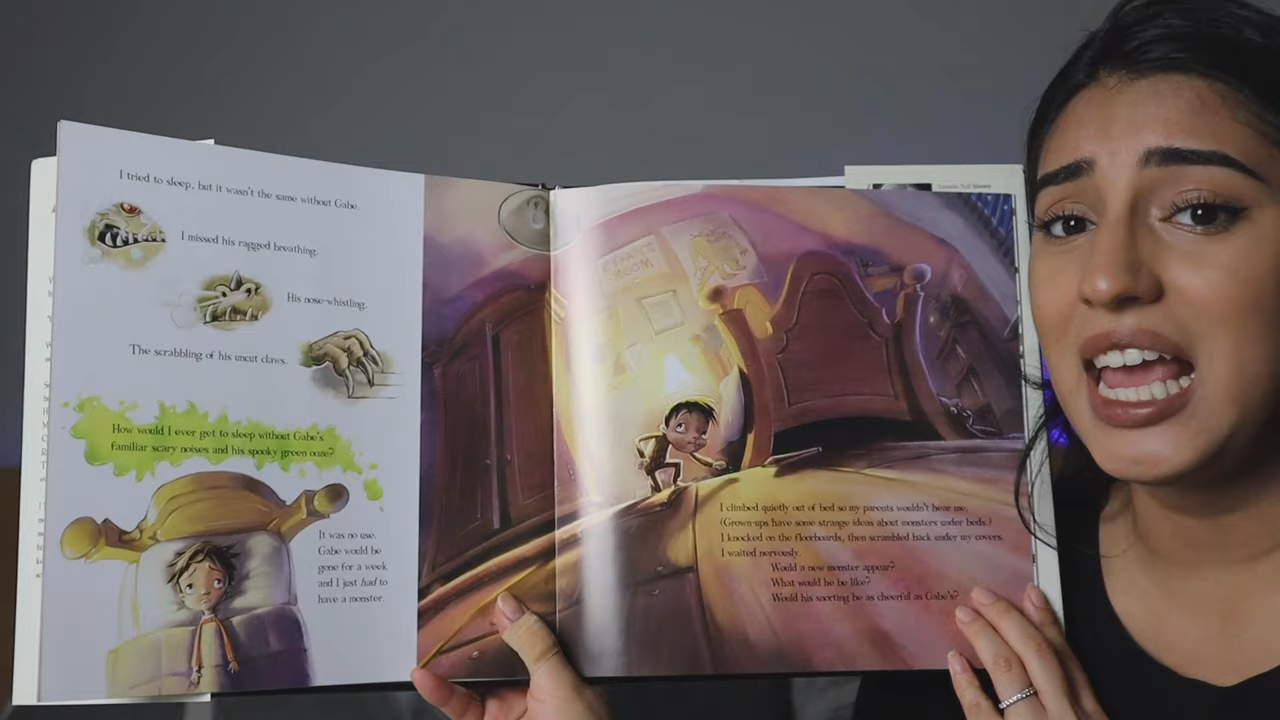 I tried to sleep, but it wasn't the same without Gabe.
I missed his ragged breathing.
His nose-whistling.
The scrabbling of his uncut claws.
How would I ever get to sleep without Gabe's
familiar scary noises and his spooky green ooze?
It was no use.
Gabe would be
gone for a week
and I just had to
have a monster.
ROOM
I climbed quietly out of bed so my parents wouldn't hear me.
(Grown-ups have some strange ideas about monsters under beds.)
I knocked on the floorboards, then scrambled back under my covers.
I waited nervously.
Would a new monster appear?
What would he be like?
Would his snorting be as cheerful as Gabe's?